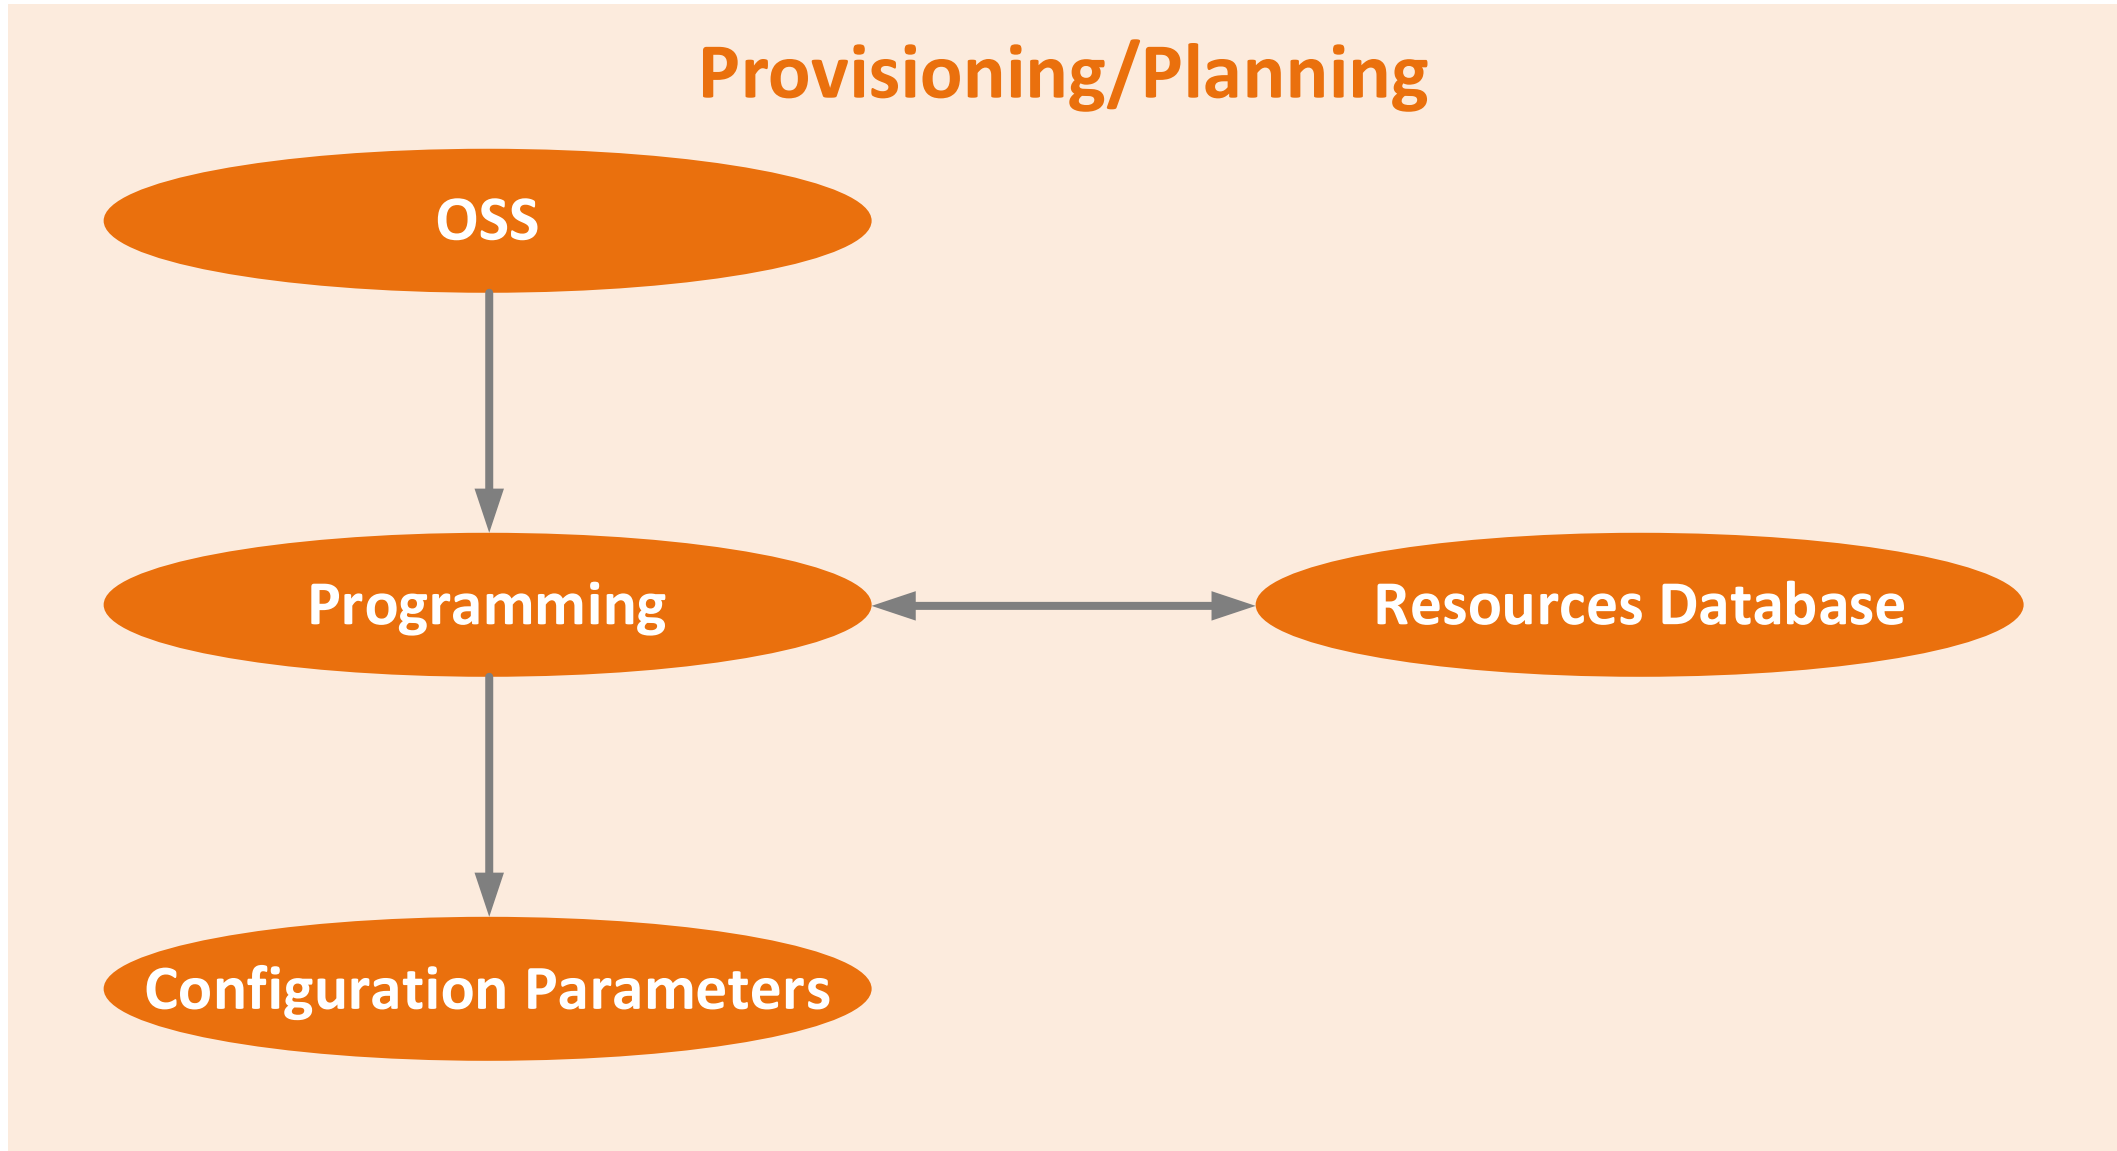 Provisioning/Planning
OSS
Programming
Resources Database
Configuration Parameters